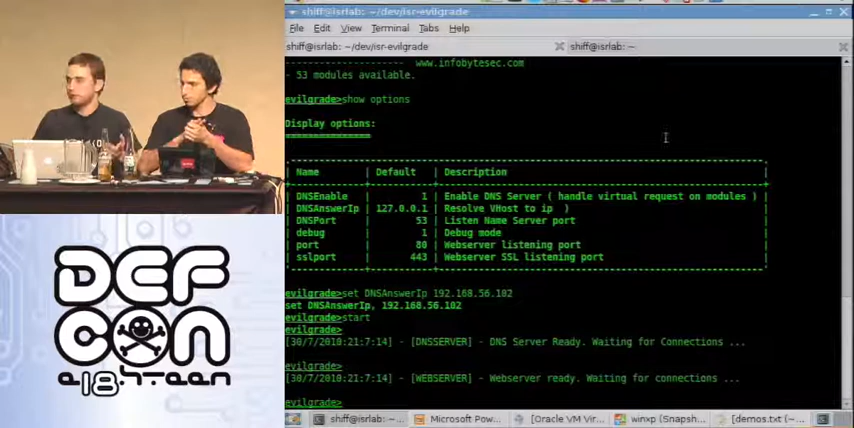 shiff@isrlab: ~/dev/isr-evilgrade
File Edit View Terminal Tabs Help
shiff@isrlab: ~/dev/isr-evilgrade
shiff@isrlab: ~
-------------------- www.infobytesec.com
- 53 modules available.
evilgrade>show options
Display options:
===============
Name | Default | Description
DNSEnable | 1 | Enable DNS Server ( handle virtual request on modules )
DNSAnswerIp | 127.0.0.1 | Resolve VHost to ip )
DNSPort | 53 | Listen Name Server port
debug | 1 | Debug mode
port | 80 | Webserver listening port
sslport | 443 | Webserver SSL listening port
evilgrade>set DNSAnswerIp 192.168.56.102
set DNSAnswerIp, 192.168.56.102
evilgrade>start
evilgrade>
[30/7/2010:21:7:14] - [DNSSERVER] - DNS Server Ready. Waiting for Connections ...
evilgrade>
[30/7/2010:21:7:14] - [WEBSERVER] - Webserver ready. Waiting for connections ...
evilgrade>
shiff@isrlab: ~/...
Microsoft Pow...
[Oracle VM Vir...
winxp (Snapsh...
[demos.txt (~...
DEF
CON
e18hteen